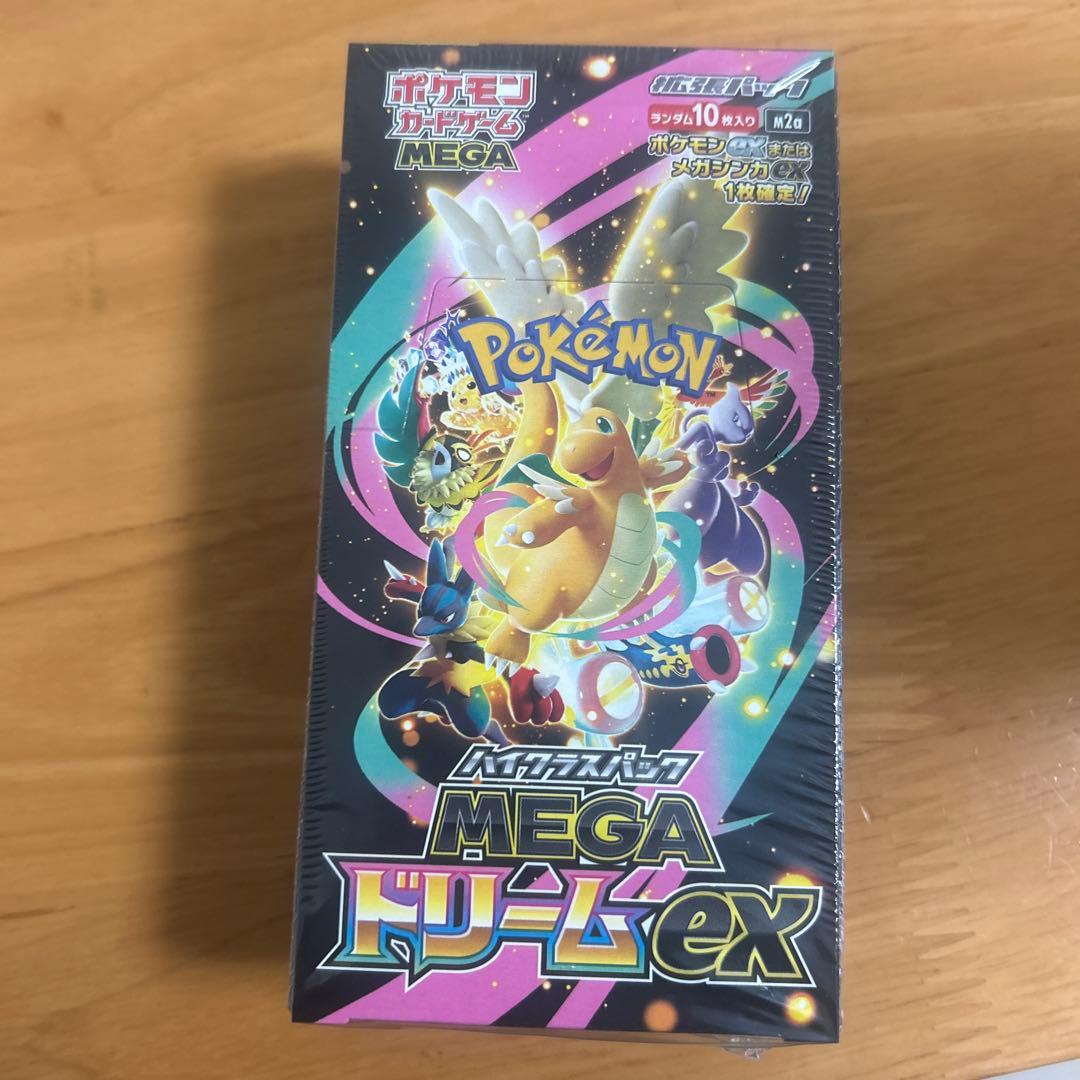 ポケモン
カードゲーム
MEGA
拡張パック
ランダム10枚入り M2a
ポケモンexまたは
メガシンカex
1枚確定!
POKÉMON
TM
ハイクラスパック
MEGA
ドリームex